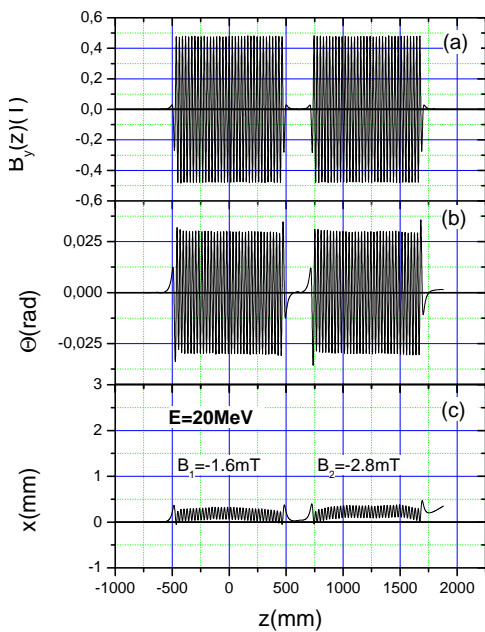 0,6
(a)
0,4
0,2
0,0
-0,2
-0,4
-0,6
B_y(z)(T)
(b)
0,025
0,000
-0,025
Θ(rad)
3
(c)
E=20MeV
2
B_1=-1.6mT B_2=-2.8mT
1
0
-1
x(mm)
-1000 -500 0 500 1000 1500 2000
z(mm)